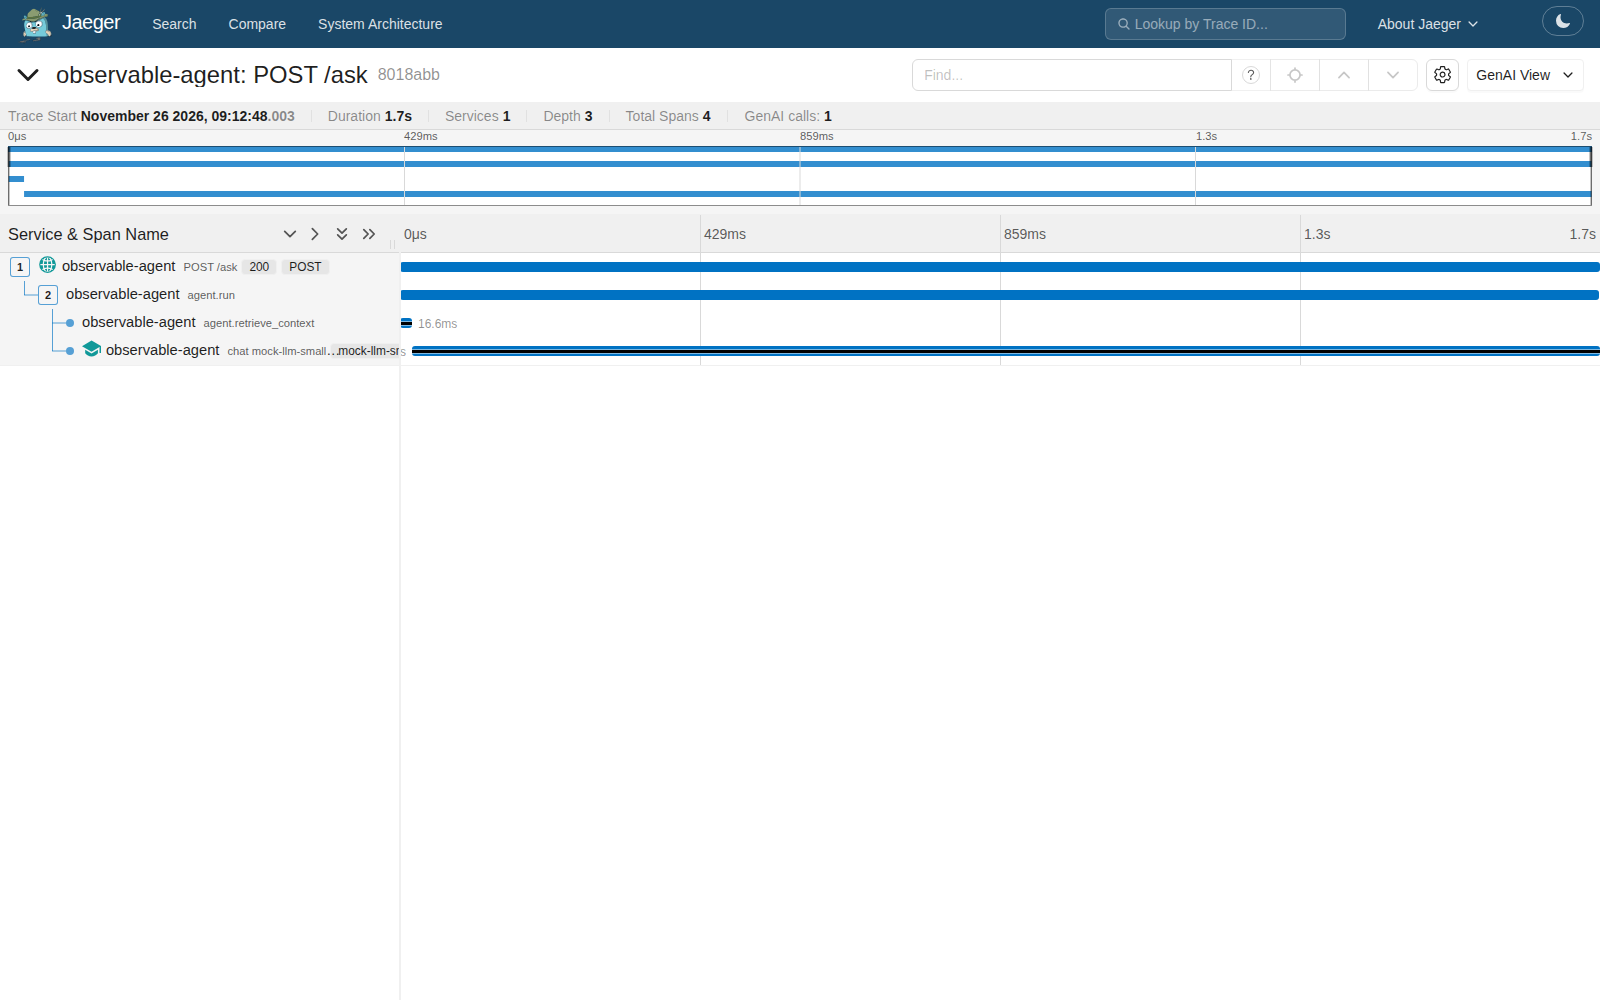 Jaeger Search Compare System Architecture Lookup by Trace ID... About Jaeger
observable-agent: POST /ask 8018abb Find... ? GenAI View
Trace Start November 26 2026, 09:12:48.003 Duration 1.7s Services 1 Depth 3 Total Spans 4 GenAI calls: 1
0μs 429ms 859ms 1.3s 1.7s
Service & Span Name 0μs 429ms 859ms 1.3s 1.7s
1 observable-agent POST /ask 200 POST
2 observable-agent agent.run
observable-agent agent.retrieve_context 16.6ms
observable-agent chat mock-llm-small... mock-llm-sm s